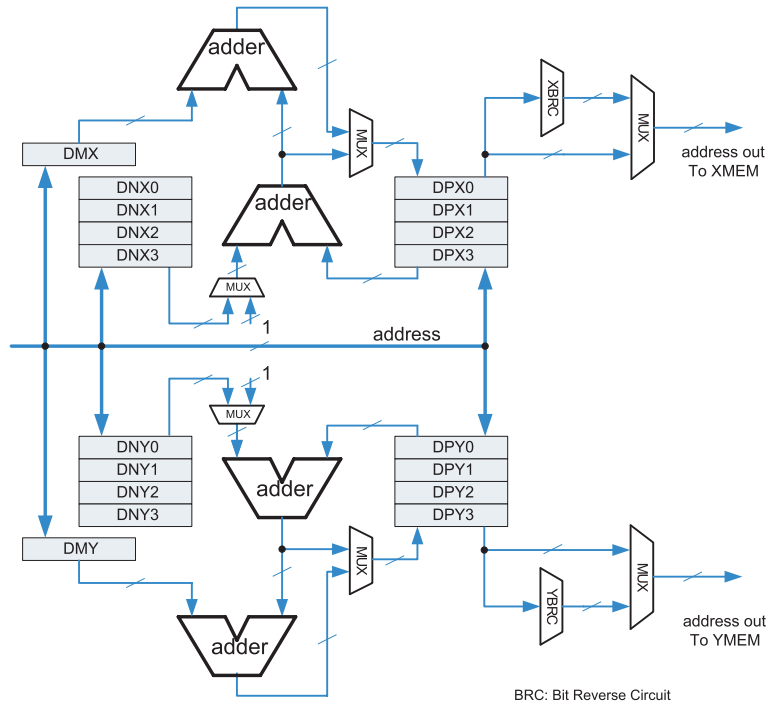 adder
XBRC
MUX
MUX
DMX
address out
To XMEM
DNX0
DNX1
DNX2
DNX3
adder
DPX0
DPX1
DPX2
DPX3
MUX
1
address
1
MUX
DNY0
DNY1
DNY2
DNY3
adder
DPY0
DPY1
DPY2
DPY3
DMY
MUX
MUX
YBRC
adder
address out
To YMEM
BRC: Bit Reverse Circuit